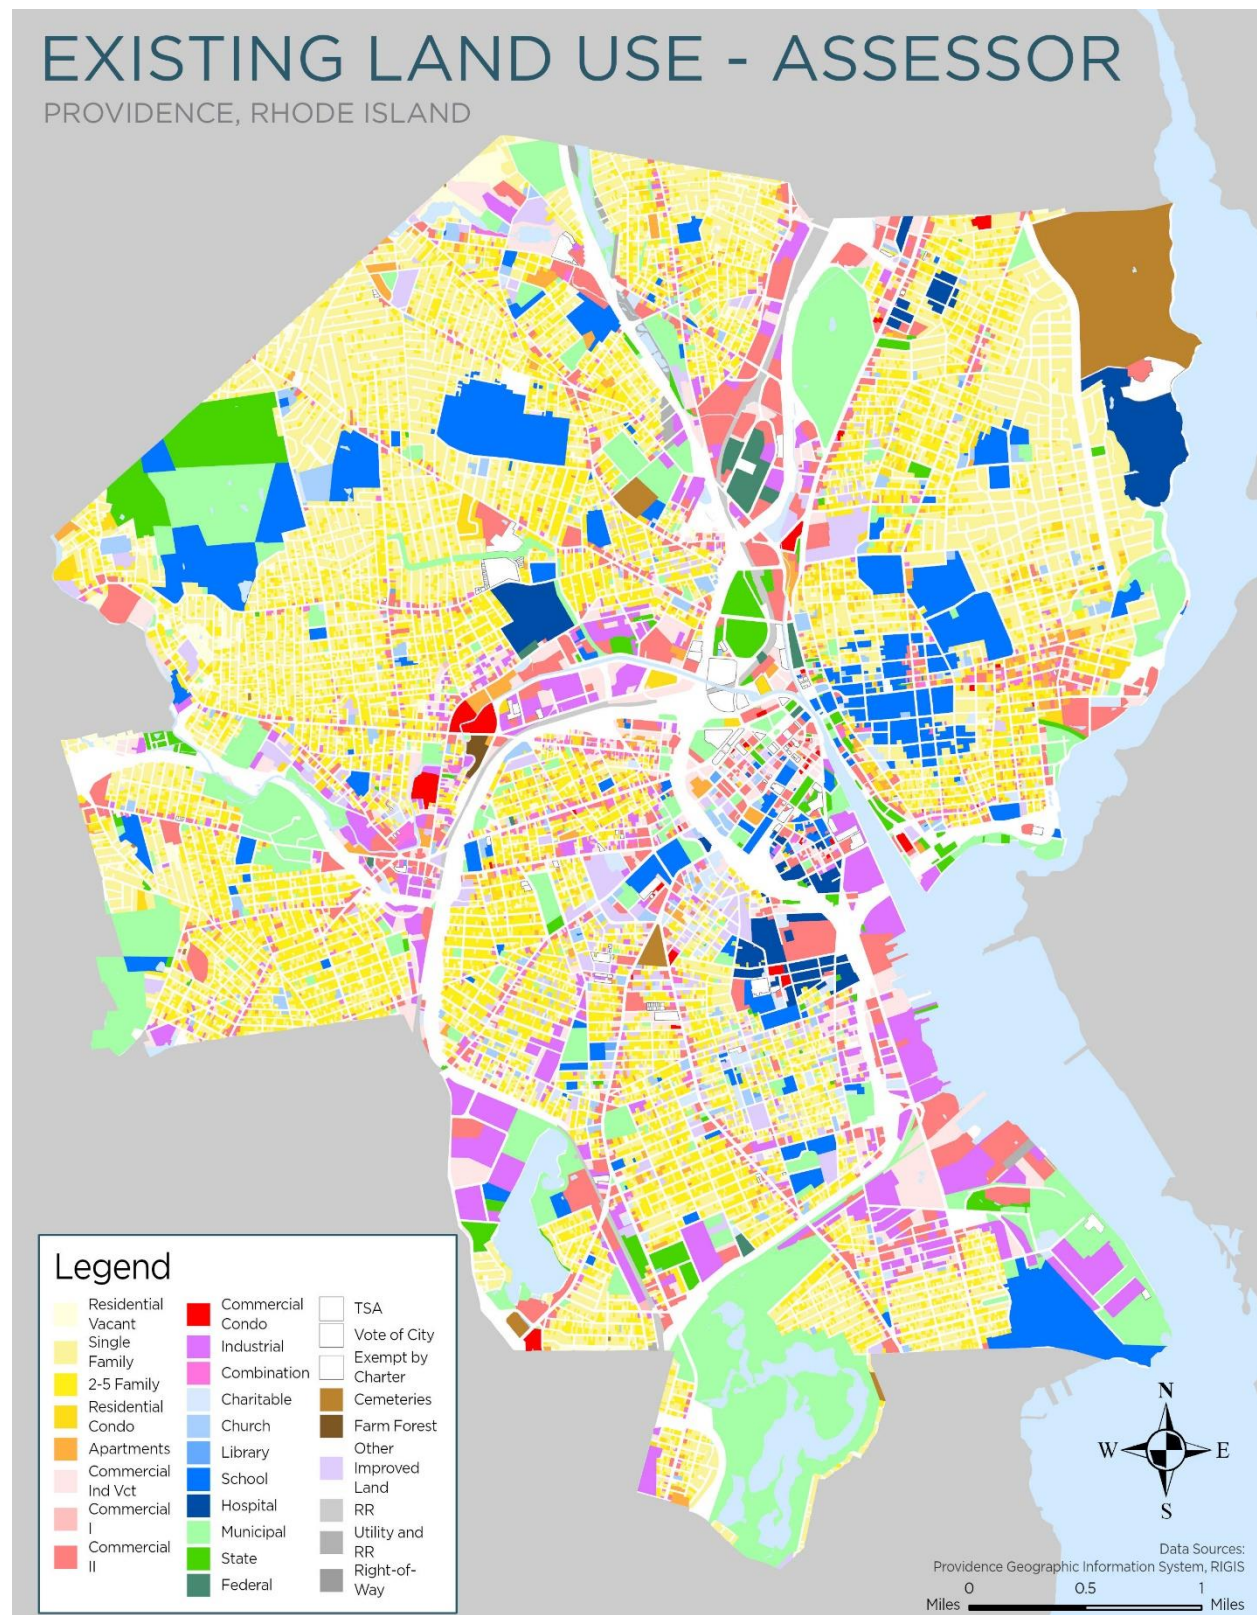 EXISTING LAND USE - ASSESSOR
PROVIDENCE, RHODE ISLAND
Legend
Residential
Vacant
Single
Family
2-5 Family
Residential
Condo
Apartments
Commercial
Ind Vct
Commercial
I
Commercial
II
Commercial
Condo
Industrial
Combination
Charitable
Church
Library
School
Hospital
Municipal
State
Federal
TSA
Vote of City
Exempt by
Charter
Cemeteries
Farm Forest
Other
Improved
Land
RR
Utility and
RR
Right-of-
Way
N
W
E
S
Data Sources:
Providence Geographic Information System, RIGIS
0 0.5 1
Miles Miles